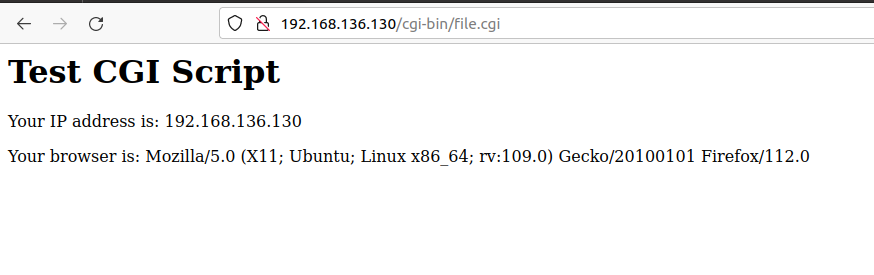 192.168.136.130/cgi-bin/file.cgi
Test CGI Script
Your IP address is: 192.168.136.130
Your browser is: Mozilla/5.0 (X11; Ubuntu; Linux x86_64; rv:109.0) Gecko/20100101 Firefox/112.0